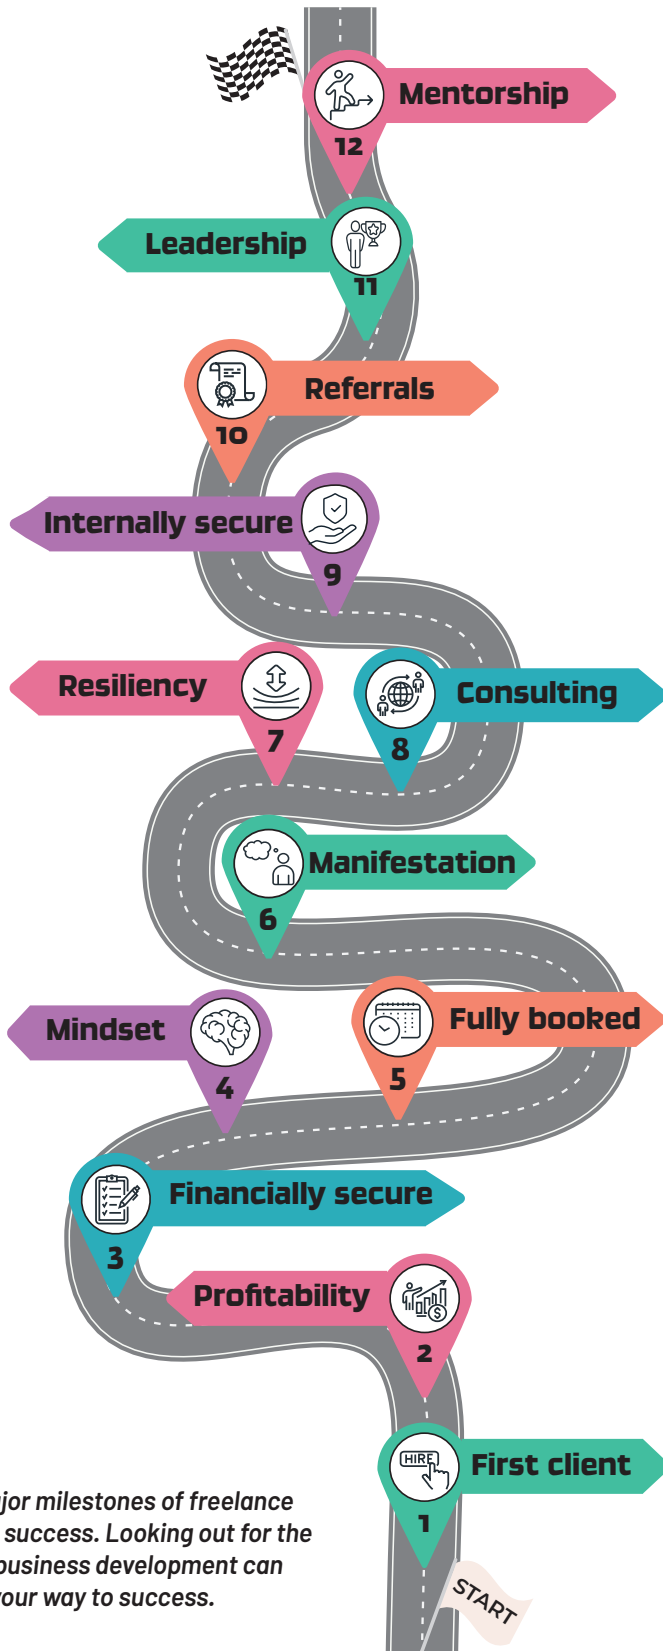 Mentorship
12
Leadership
11
Referrals
10
Internally secure
9
Resiliency
7
Consulting
8
Manifestation
6
Mindset
4
Fully booked
5
Financially secure
3
Profitability
$
2
HIRE
First client
1
milestones of freelance
success. Looking out for the
business development can
your way to success.
START